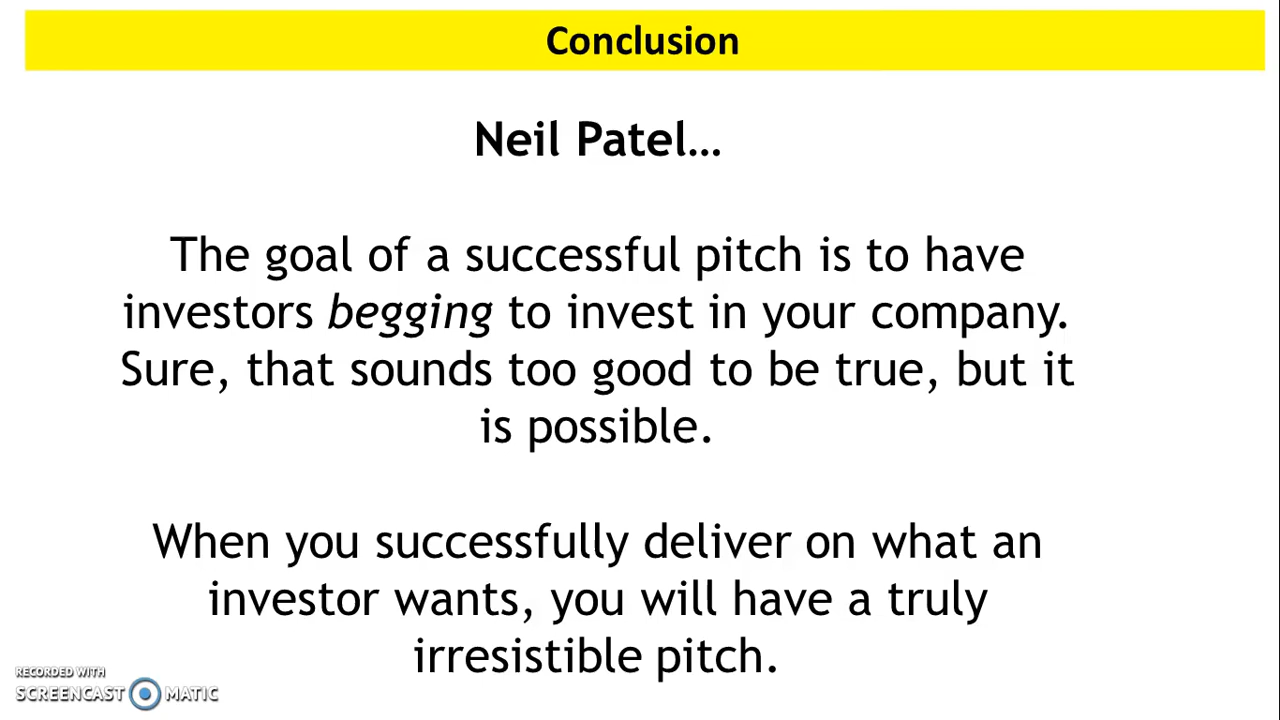 Conclusion
Neil Patel…
The goal of a successful pitch is to have
investors begging to invest in your company.
Sure, that sounds too good to be true, but it
is possible.
When you successfully deliver on what an
investor wants, you will have a truly
irresistible pitch.
RECORDED WITH
SCREENCAST MATIC